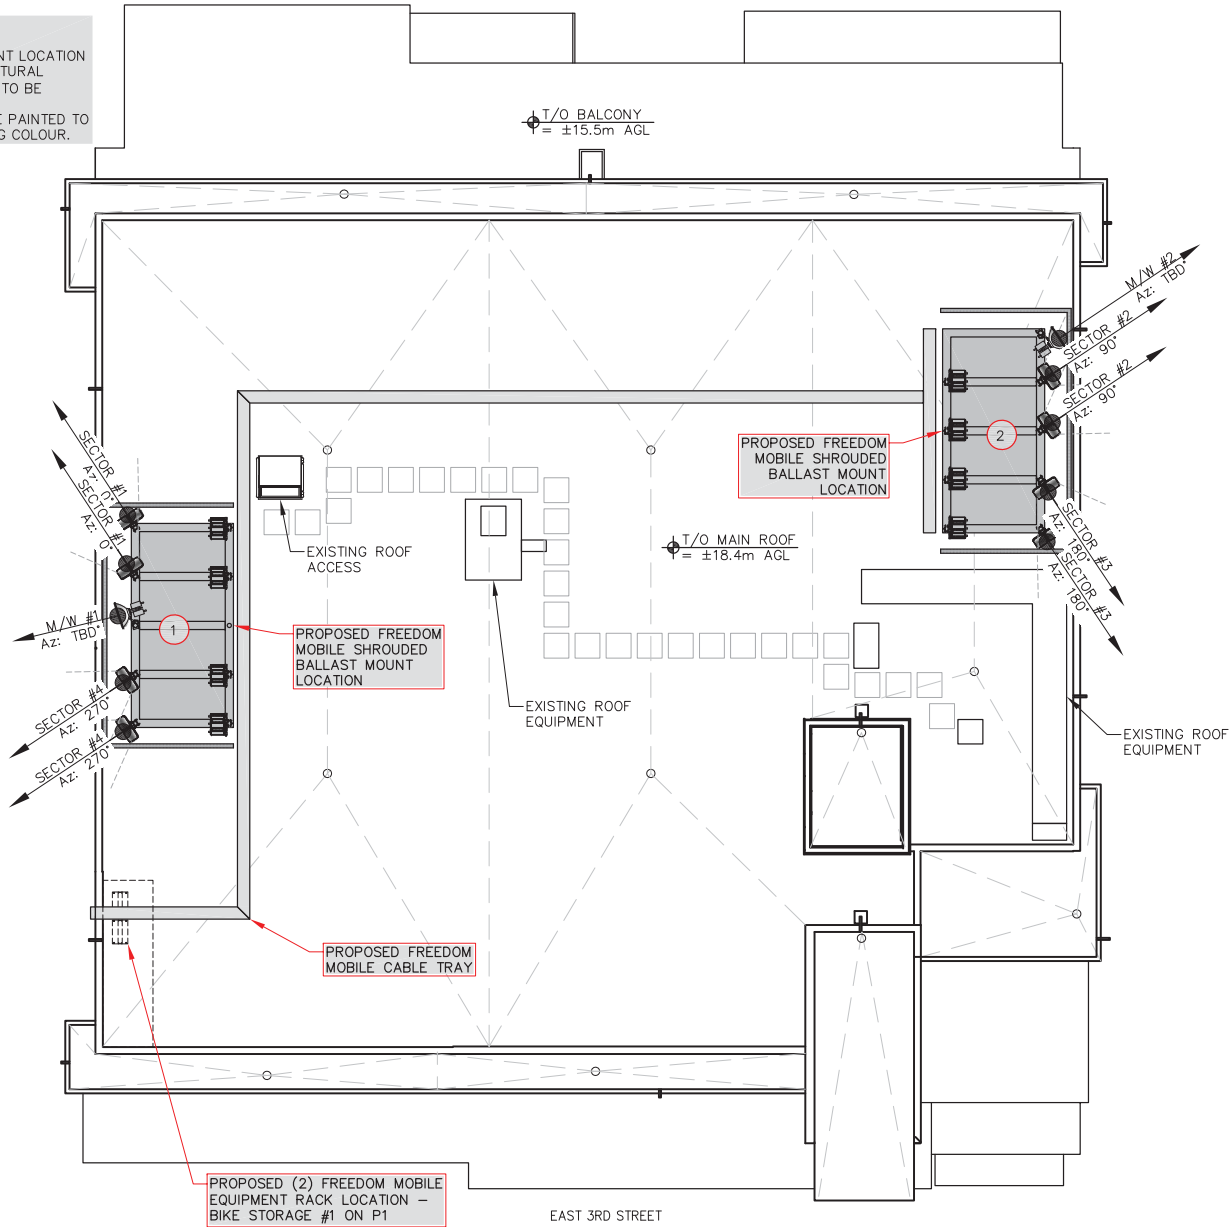 NT LOCATION
TURAL
TO BE
E PAINTED TO
G COLOUR.
T/O BALCONY
= ±15.5m AGL
M/W #2
Az: TBD°
SECTOR #2
Az: 90°
SECTOR #2
Az: 90°
PROPOSED FREEDOM
MOBILE SHROUDED
BALLAST MOUNT
LOCATION
2
SECTOR #1
Az: 0°
SECTOR #1
Az: 0°
EXISTING ROOF
ACCESS
T/O MAIN ROOF
= ±18.4m AGL
SECTOR #3
Az: 180°
SECTOR #3
Az: 180°
M/W #1
Az: TBD°
1
PROPOSED FREEDOM
MOBILE SHROUDED
BALLAST MOUNT
LOCATION
SECTOR #4
Az: 270°
SECTOR #4
Az: 270°
EXISTING ROOF
EQUIPMENT
EXISTING ROOF
EQUIPMENT
PROPOSED FREEDOM
MOBILE CABLE TRAY
PROPOSED (2) FREEDOM MOBILE
EQUIPMENT RACK LOCATION –
BIKE STORAGE #1 ON P1
EAST 3RD STREET